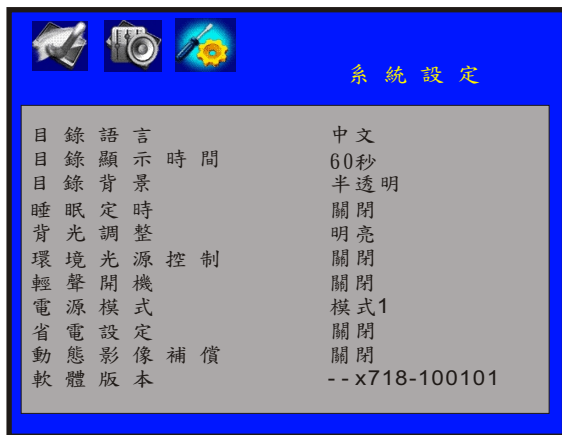 系統設定
目錄語言 中文
目錄顯示時間 60秒
目錄背景 半透明
睡眠定時 關閉
背光調整 明亮
環境光源控制 關閉
輕聲開機 關閉
電源模式 模式1
省電設定 關閉
動態影像補償 關閉
軟體版本 --x718-100101